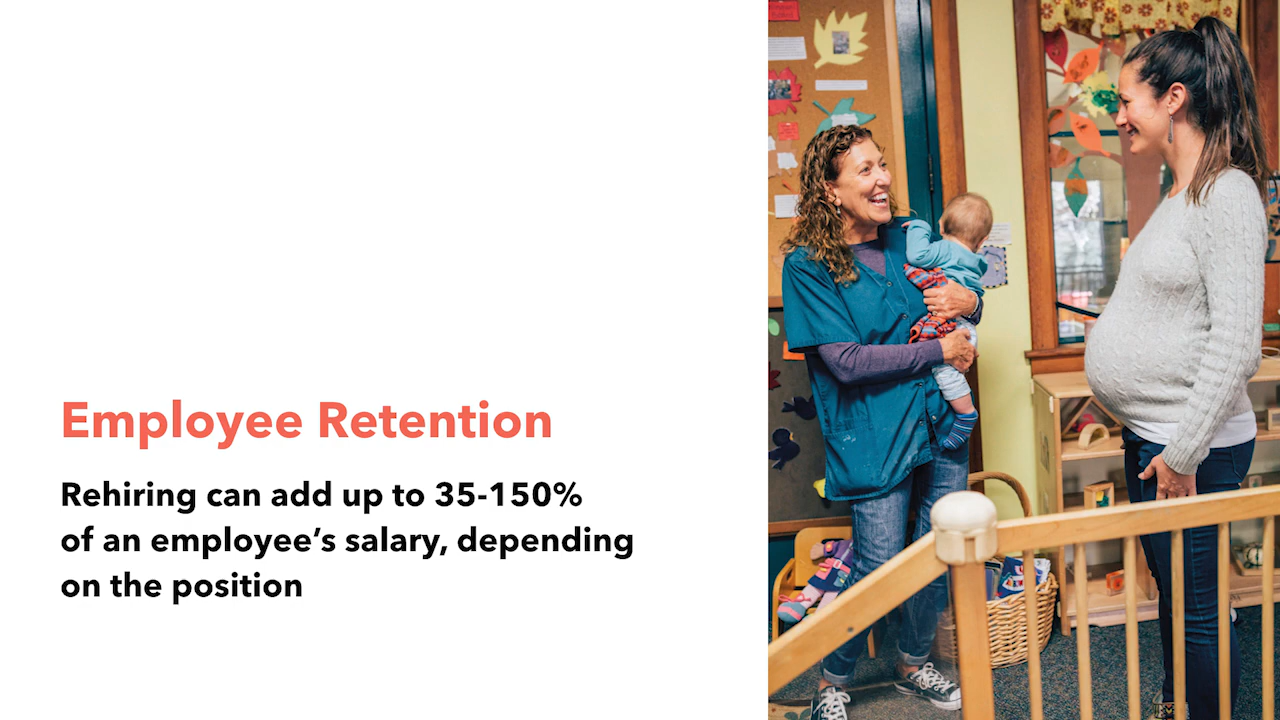 Employee Retention
Rehiring can add up to 35-150%
of an employee’s salary, depending
on the position